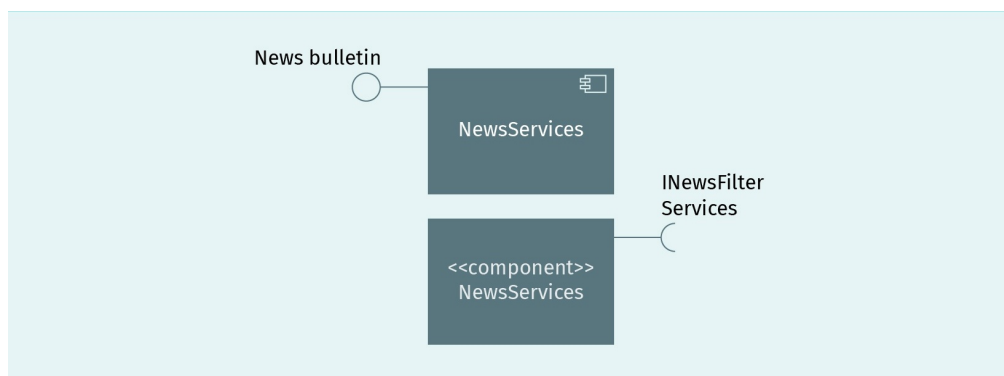 News bulletin
NewsServices
INewsFilter
Services
<<component>>
NewsServices